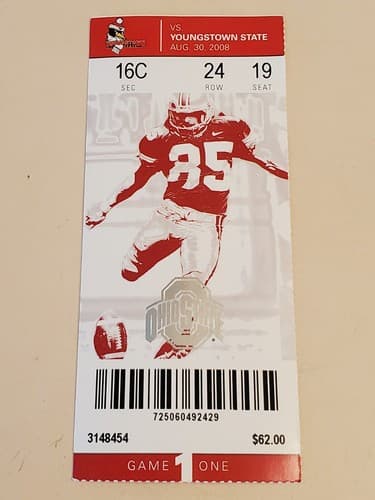 VS.
YOUNGSTOWN STATE
AUG. 30, 2008
16C 24 19
SEC ROW SEAT
85
OHIO STATE
725060492429
3148454 $62.00
GAME 1 ONE